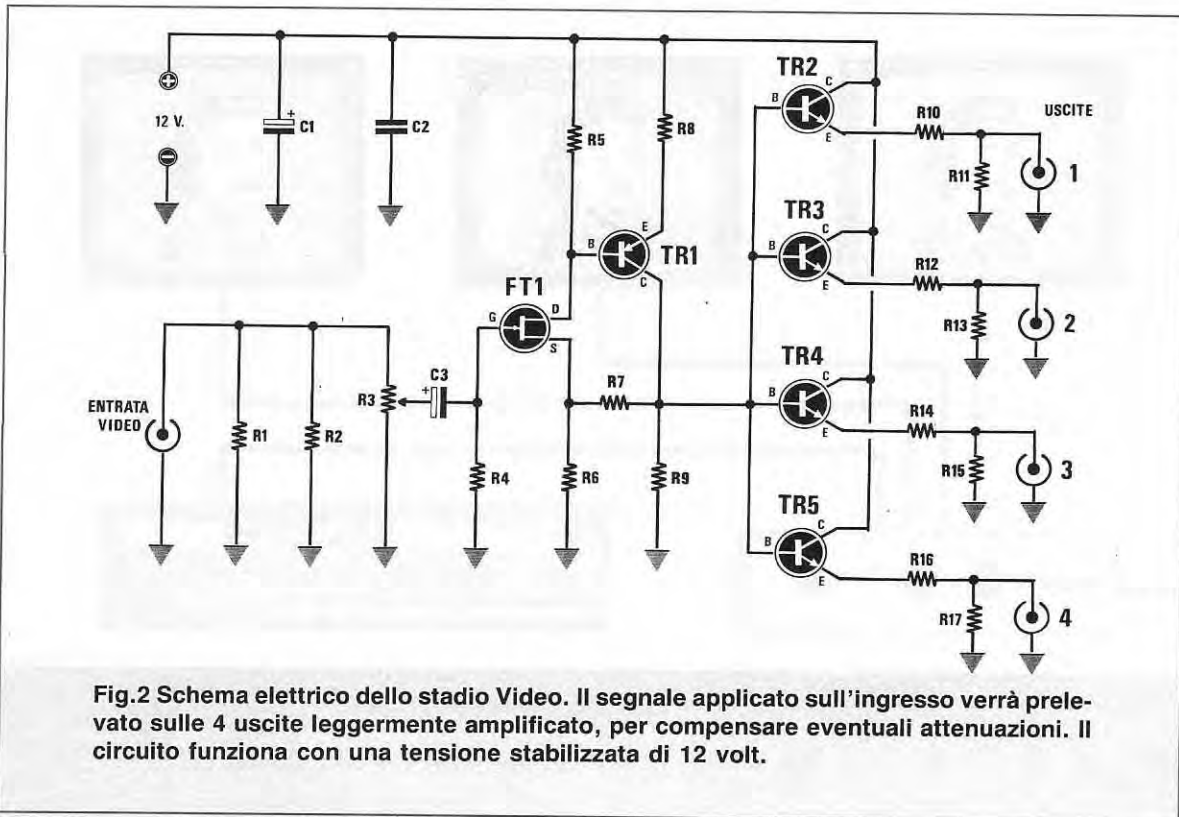 TR2
C
B
E
R10
USCITE
R11
1
12 V.
+
C1
C2
R5
R8
E
B
TR1
C
TR3
C
B
E
R12
R13
2
FT1
D
G
S
ENTRATA
VIDEO
R1
R2
R3
+
C3
R4
R7
R6
R9
TR4
C
B
E
R14
R15
3
TR5
C
B
E
R16
R17
4
Fig.2 Schema elettrico dello stadio Video. Il segnale applicato sull'ingresso verrà prele-
vato sulle 4 uscite leggermente amplificato, per compensare eventuali attenuazioni. Il
circuito funziona con una tensione stabilizzata di 12 volt.